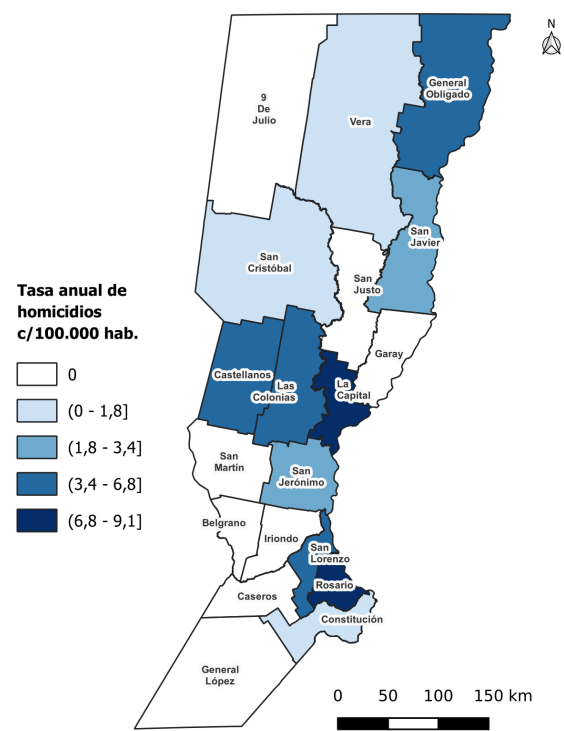 N
9
De
Julio
Vera
General
Obligado
San
Cristóbal
San
Javier
San
Justo
Garay
Castellanos
Las
Colonias
La
Capital
San
Martín
San
Jerónimo
Belgrano
Iriondo
San
Lorenzo
Rosario
Caseros
Constitución
General
López
Tasa anual de
homicidios
c/100.000 hab.
0
(0 - 1,8]
(1,8 - 3,4]
(3,4 - 6,8]
(6,8 - 9,1]
0 50 100 150 km